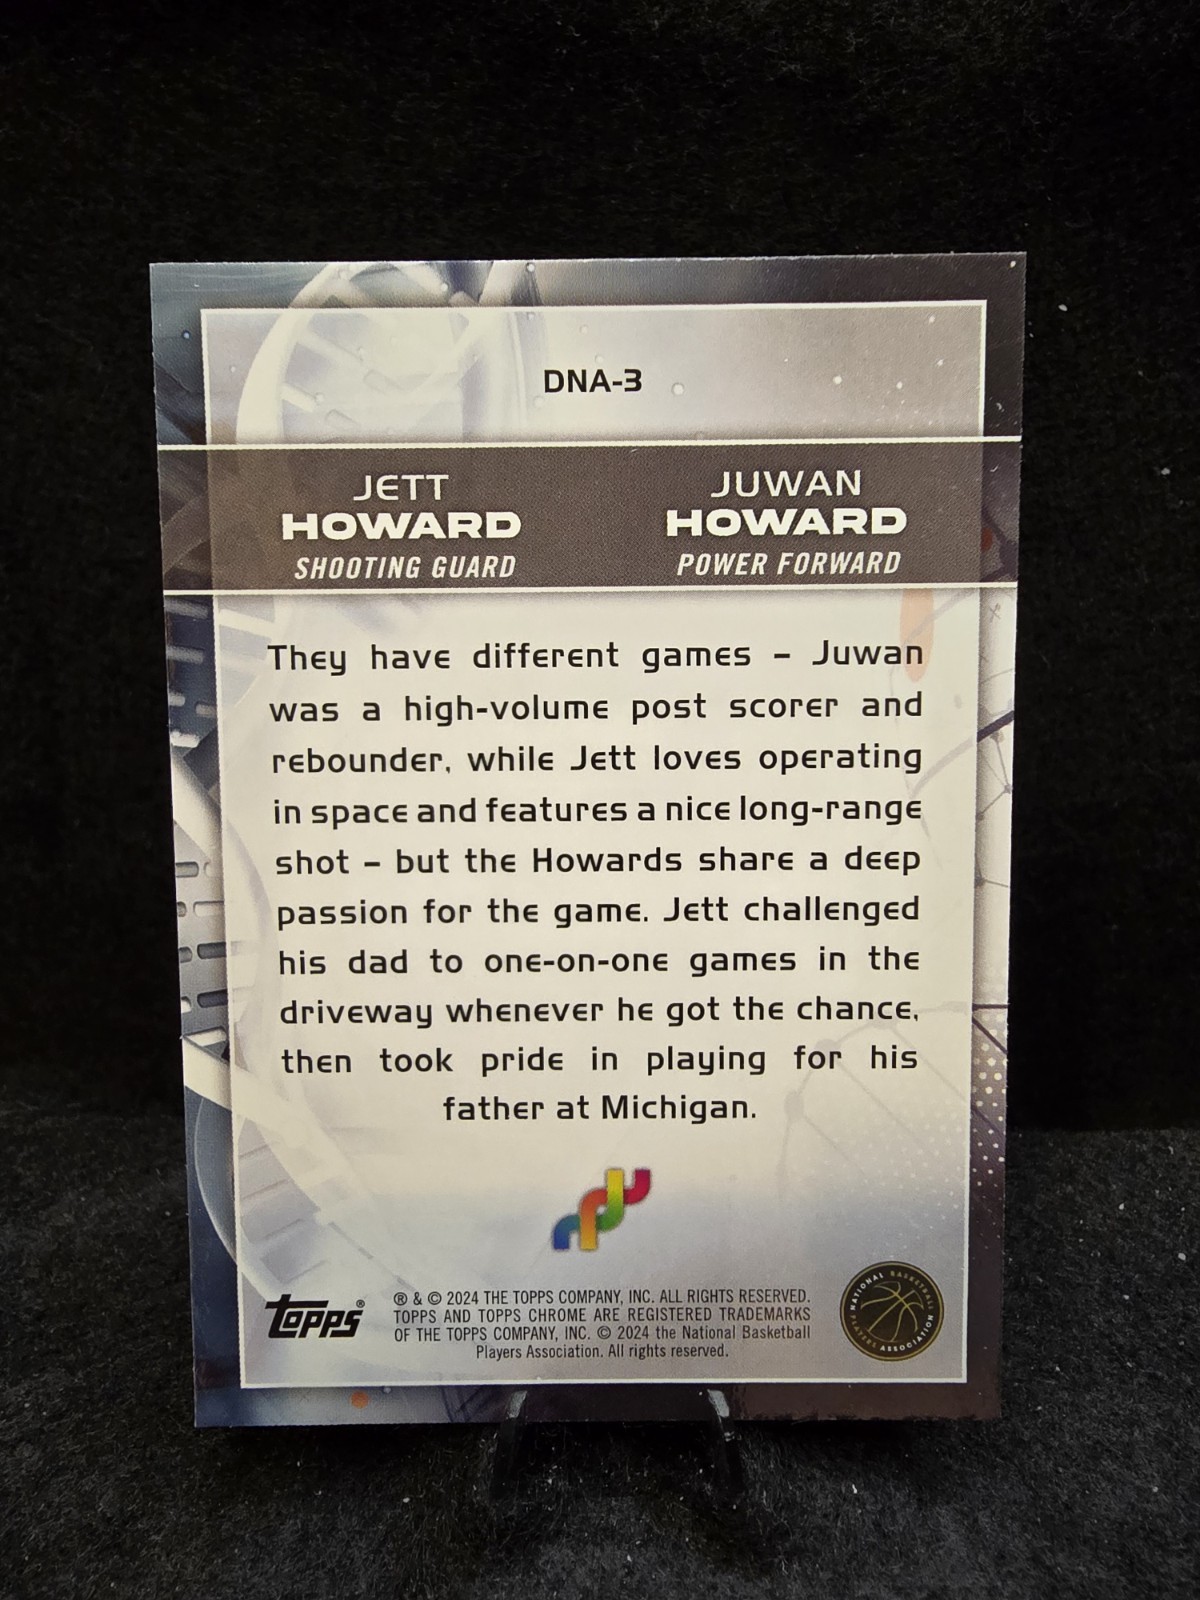 DNA-3
JETT
HOWARD
SHOOTING GUARD
JUWAN
HOWARD
POWER FORWARD
They have different games – Juwan
was a high-volume post scorer and
rebounder, while Jett loves operating
in space and features a nice long-range
shot – but the Howards share a deep
passion for the game. Jett challenged
his dad to one-on-one games in the
driveway whenever he got the chance,
then took pride in playing for his
father at Michigan.
Topps®
® & © 2024 THE TOPPS COMPANY, INC. ALL RIGHTS RESERVED.
TOPPS AND TOPPS CHROME ARE REGISTERED TRADEMARKS
OF THE TOPPS COMPANY, INC. © 2024 the National Basketball
Players Association. All rights reserved.
NATIONAL BASKETBALL
PLAYERS ASSOCIATION